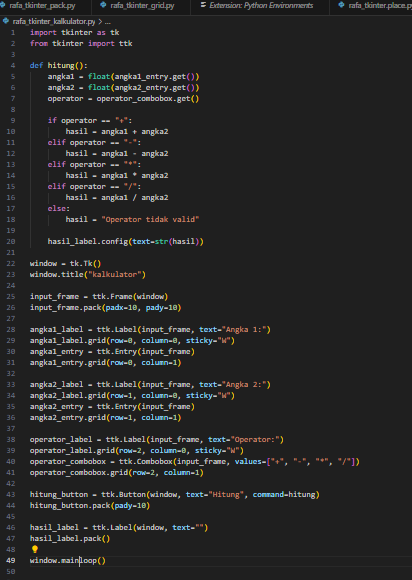 rafa_tkinter_pack.py rafa_tkinter_grid.py Extension: Python Environments rafa_tkinter.place.py
rafa_tkinter_kalkulator.py > ...
1 import tkinter as tk
2 from tkinter import ttk
3
4 def hitung():
5 angka1 = float(angka1_entry.get())
6 angka2 = float(angka2_entry.get())
7 operator = operator_combobox.get()
8
9 if operator == "+":
10 hasil = angka1 + angka2
11 elif operator == "-":
12 hasil = angka1 - angka2
13 elif operator == "*":
14 hasil = angka1 * angka2
15 elif operator == "/":
16 hasil = angka1 / angka2
17 else:
18 hasil = "Operator tidak valid"
19
20 hasil_label.config(text=str(hasil))
21
22 window = tk.Tk()
23 window.title("kalkulator")
24
25 input_frame = ttk.Frame(window)
26 input_frame.pack(padx=10, pady=10)
27
28 angka1_label = ttk.Label(input_frame, text="Angka 1:")
29 angka1_label.grid(row=0, column=0, sticky="W")
30 angka1_entry = ttk.Entry(input_frame)
31 angka1_entry.grid(row=0, column=1)
32
33 angka2_label = ttk.Label(input_frame, text="Angka 2:")
34 angka2_label.grid(row=1, column=0, sticky="W")
35 angka2_entry = ttk.Entry(input_frame)
36 angka2_entry.grid(row=1, column=1)
37
38 operator_label = ttk.Label(input_frame, text="Operator:")
39 operator_label.grid(row=2, column=0, sticky="W")
40 operator_combobox = ttk.Combobox(input_frame, values=["+", "-", "*", "/"])
41 operator_combobox.grid(row=2, column=1)
42
43 hitung_button = ttk.Button(window, text="Hitung", command=hitung)
44 hitung_button.pack(pady=10)
45
46 hasil_label = ttk.Label(window, text="")
47 hasil_label.pack()
48
49 window.mainloop()
50